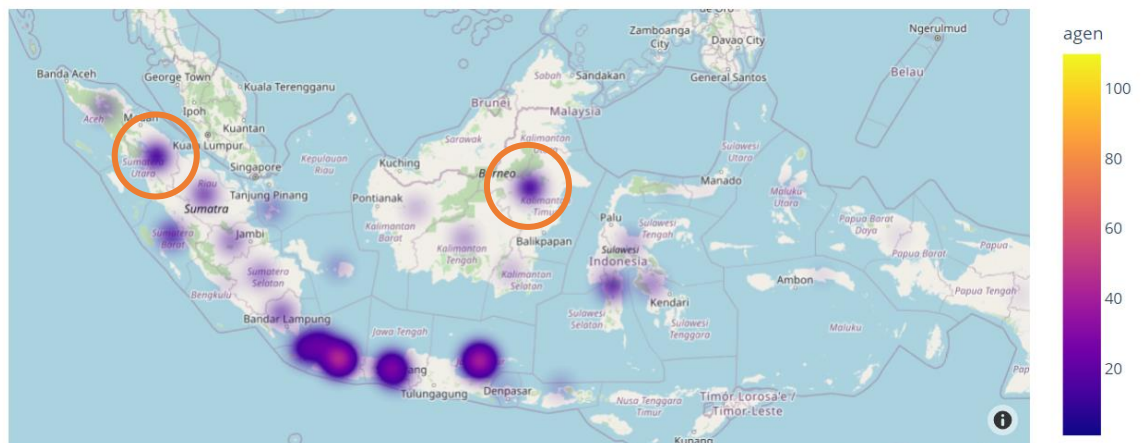 de Oro
Ngerulmud
Zamboanga
City
Davao City
agen
Banda Aceh
George Town
Kuala Terengganu
Sandakan
General Santos
Belau
Sabah
100
Ipoh
Brunei
Malaysia
Aceh
Medan
Kuantan
Kuala Lumpur
Sarawak
Kalimantan
80
Sumatera
Utara
Kepulauan
Riau
Kuching
Sulawesi
Utara
Singapore
Borneo
Manado
Riau
Tanjung Pinang
Pontianak
Kalimantan
Timur
Maluku
Utara
Sumatra
Palu
Papua Barat
Daya
60
Sumatera
Barat
Jambi
Kalimantan
Barat
Kalimantan
Tengah
Balikpapan
Sulawesi
Tengah
Papua Barat
Papua
Sulawesi
Indonesia
Sumatera
Selatan
Kalimantan
Selatan
Ambon
Papua Tengah
Bengkulu
Kendari
40
Bandar Lampung
Jawa Tengah
Sulawesi
Selatan
Sulawesi
Tenggara
Maluku
20
Tulungagung
Denpasar
Nusa Tenggara
Timur
Timór Lorosa'e /
Timor-Leste
Kupang